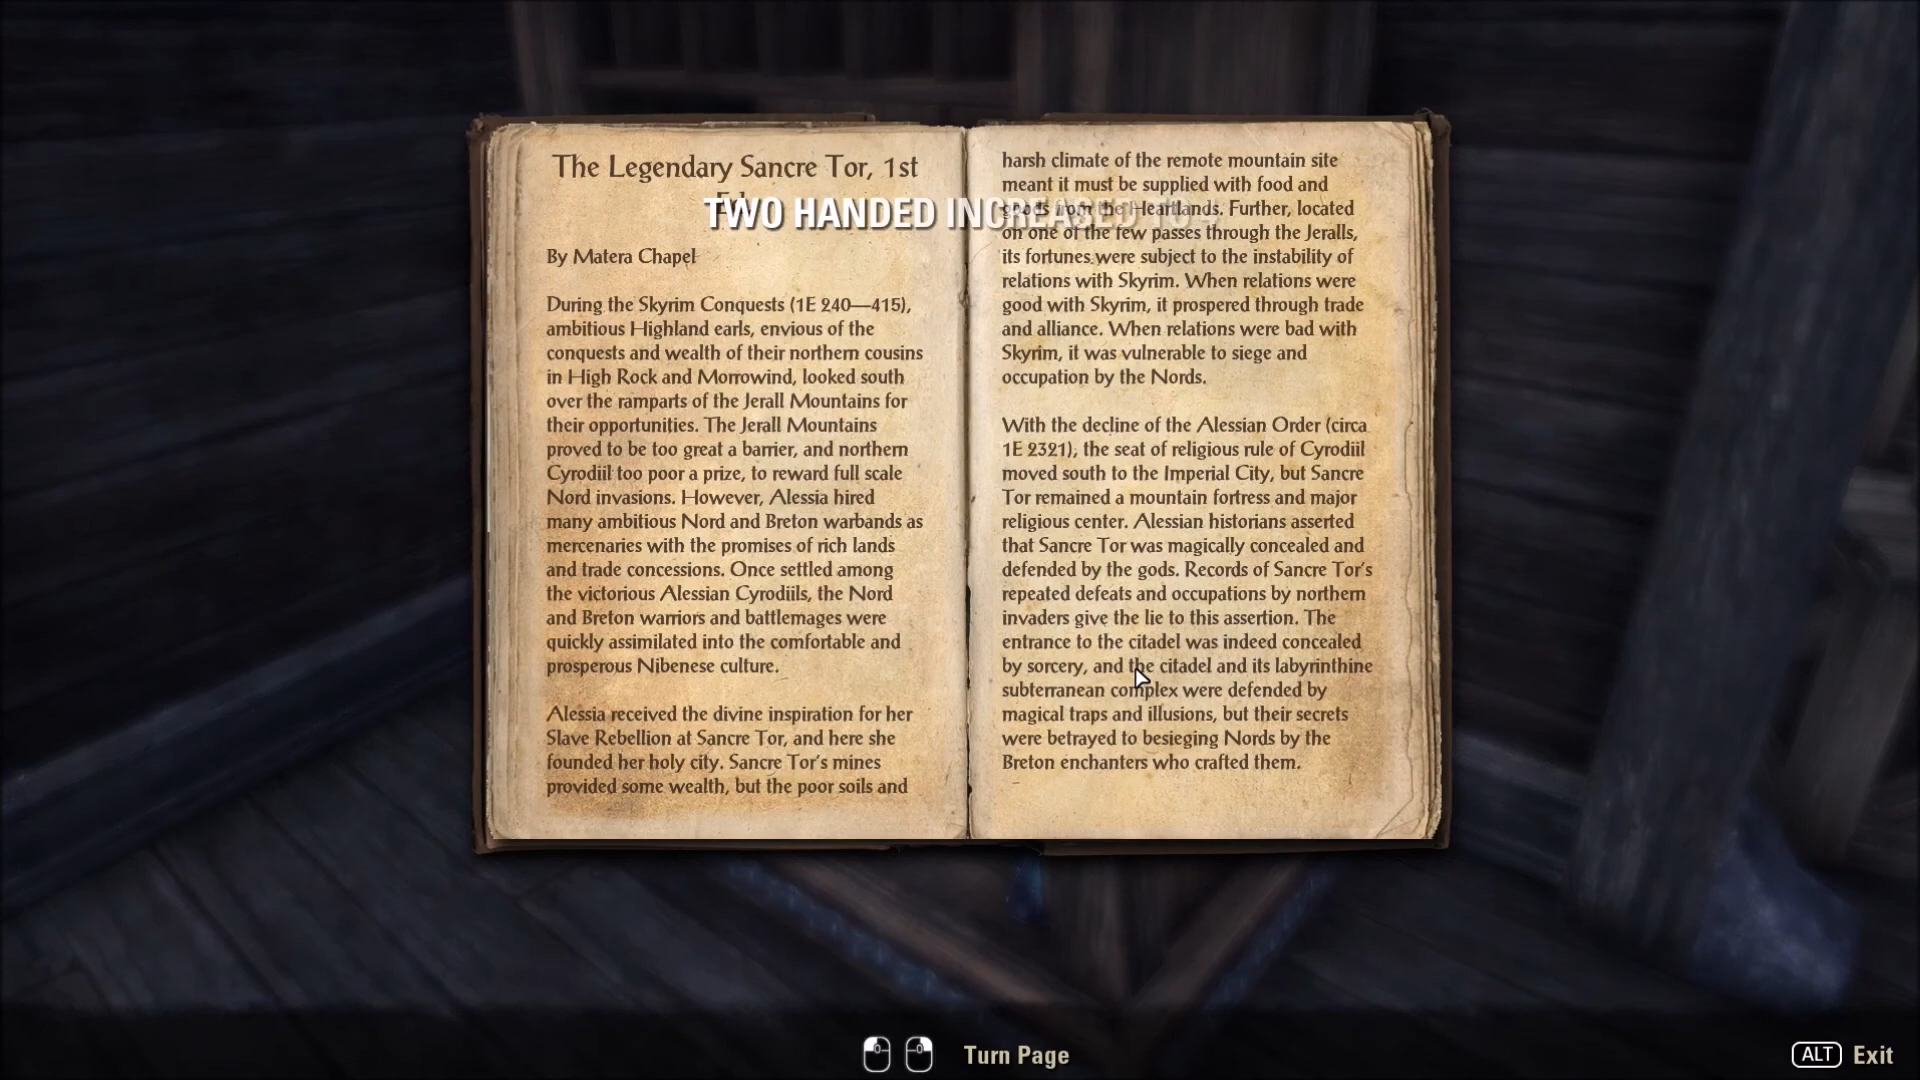 The Legendary Sancre Tor, 1st
TWO HANDED INCREASED TO 4
By Matera Chapel
During the Skyrim Conquests (1E 240—415),
ambitious Highland earls, envious of the
conquests and wealth of their northern cousins
in High Rock and Morrowind, looked south
over the ramparts of the Jerall Mountains for
their opportunities. The Jerall Mountains
proved to be too great a barrier, and northern
Cyrodiil too poor a prize, to reward full scale
Nord invasions. However, Alessia hired
many ambitious Nord and Breton warbands as
mercenaries with the promises of rich lands
and trade concessions. Once settled among
the victorious Alessian Cyrodiils, the Nord
and Breton warriors and battlemages were
quickly assimilated into the comfortable and
prosperous Nibenese culture.
Alessia received the divine inspiration for her
Slave Rebellion at Sancre Tor, and here she
founded her holy city. Sancre Tor's mines
provided some wealth, but the poor soils and
harsh climate of the remote mountain site
meant it must be supplied with food and
goods from the Heartlands. Further, located
on one of the few passes through the Jeralls,
its fortunes were subject to the instability of
relations with Skyrim. When relations were
good with Skyrim, it prospered through trade
and alliance. When relations were bad with
Skyrim, it was vulnerable to siege and
occupation by the Nords.
With the decline of the Alessian Order (circa
1E 2321), the seat of religious rule of Cyrodiil
moved south to the Imperial City, but Sancre
Tor remained a mountain fortress and major
religious center. Alessian historians asserted
that Sancre Tor was magically concealed and
defended by the gods. Records of Sancre Tor's
repeated defeats and occupations by northern
invaders give the lie to this assertion. The
entrance to the citadel was indeed concealed
by sorcery, and the citadel and its labyrinthine
subterranean complex were defended by
magical traps and illusions, but their secrets
were betrayed to besieging Nords by the
Breton enchanters who crafted them.
Turn Page
ALT Exit